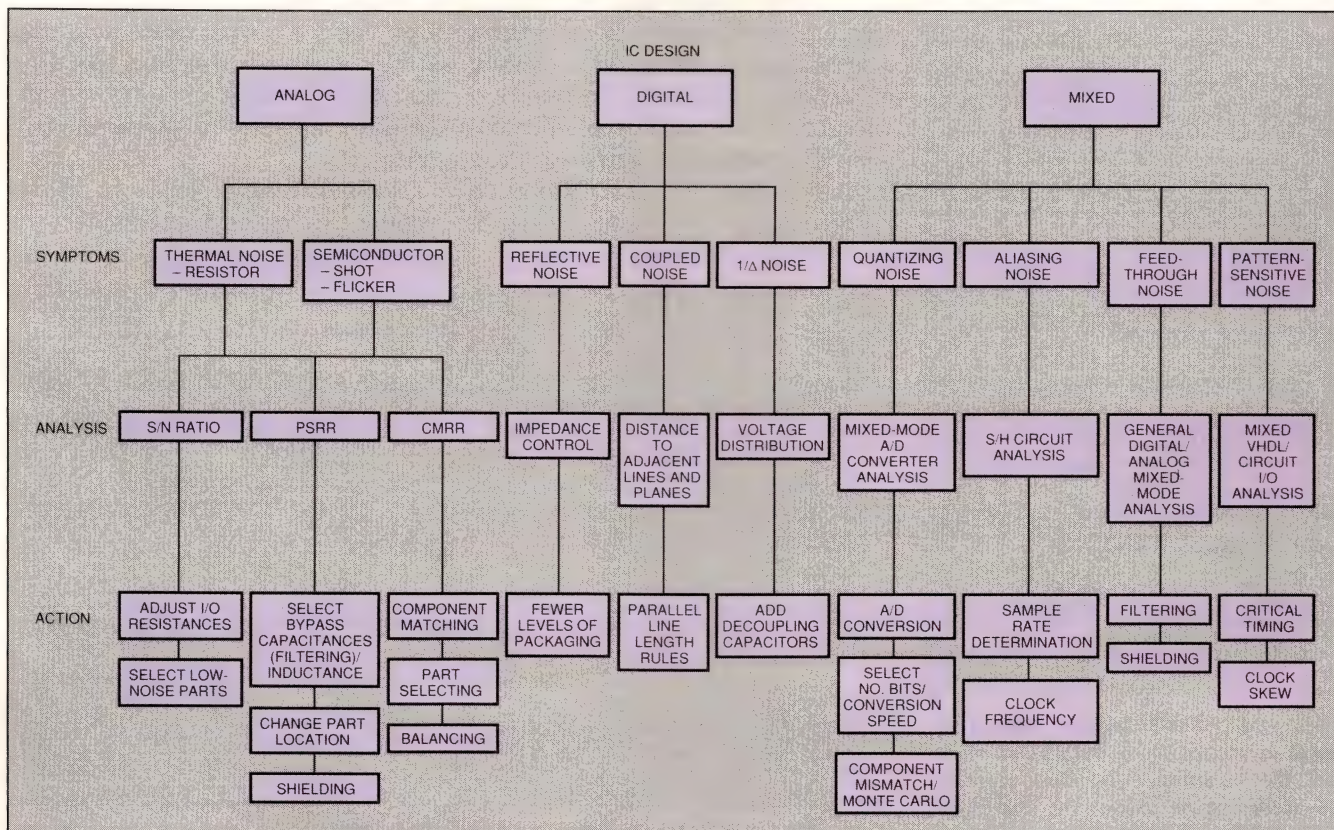 IC DESIGN
ANALOG
DIGITAL
MIXED
SYMPTOMS
THERMAL NOISE
– RESISTOR
SEMICONDUCTOR
– SHOT
– FLICKER
REFLECTIVE
NOISE
COUPLED
NOISE
1/Δ NOISE
QUANTIZING
NOISE
ALIASING
NOISE
FEED-
THROUGH
NOISE
PATTERN-
SENSITIVE
NOISE
ANALYSIS
S/N RATIO
PSRR
CMRR
IMPEDANCE
CONTROL
DISTANCE
TO
ADJACENT
LINES AND
PLANES
VOLTAGE
DISTRIBUTION
MIXED-MODE
A/D
CONVERTER
ANALYSIS
S/H CIRCUIT
ANALYSIS
GENERAL
DIGITAL/
ANALOG
MIXED-
MODE
ANALYSIS
MIXED
VHDL/
CIRCUIT
I/O
ANALYSIS
ACTION
ADJUST I/O
RESISTANCES
SELECT LOW-
NOISE PARTS
SELECT
BYPASS
CAPACITANCES
(FILTERING)/
INDUCTANCE
CHANGE PART
LOCATION
SHIELDING
COMPONENT
MATCHING
PART
SELECTING
BALANCING
FEWER
LEVELS OF
PACKAGING
PARALLEL
LINE
LENGTH
RULES
ADD
DECOUPLING
CAPACITORS
A/D
CONVERSION
SELECT
NO. BITS/
CONVERSION
SPEED
COMPONENT
MISMATCH/
MONTE CARLO
SAMPLE
RATE
DETERMINATION
CLOCK
FREQUENCY
FILTERING
SHIELDING
CRITICAL
TIMING
CLOCK
SKEW